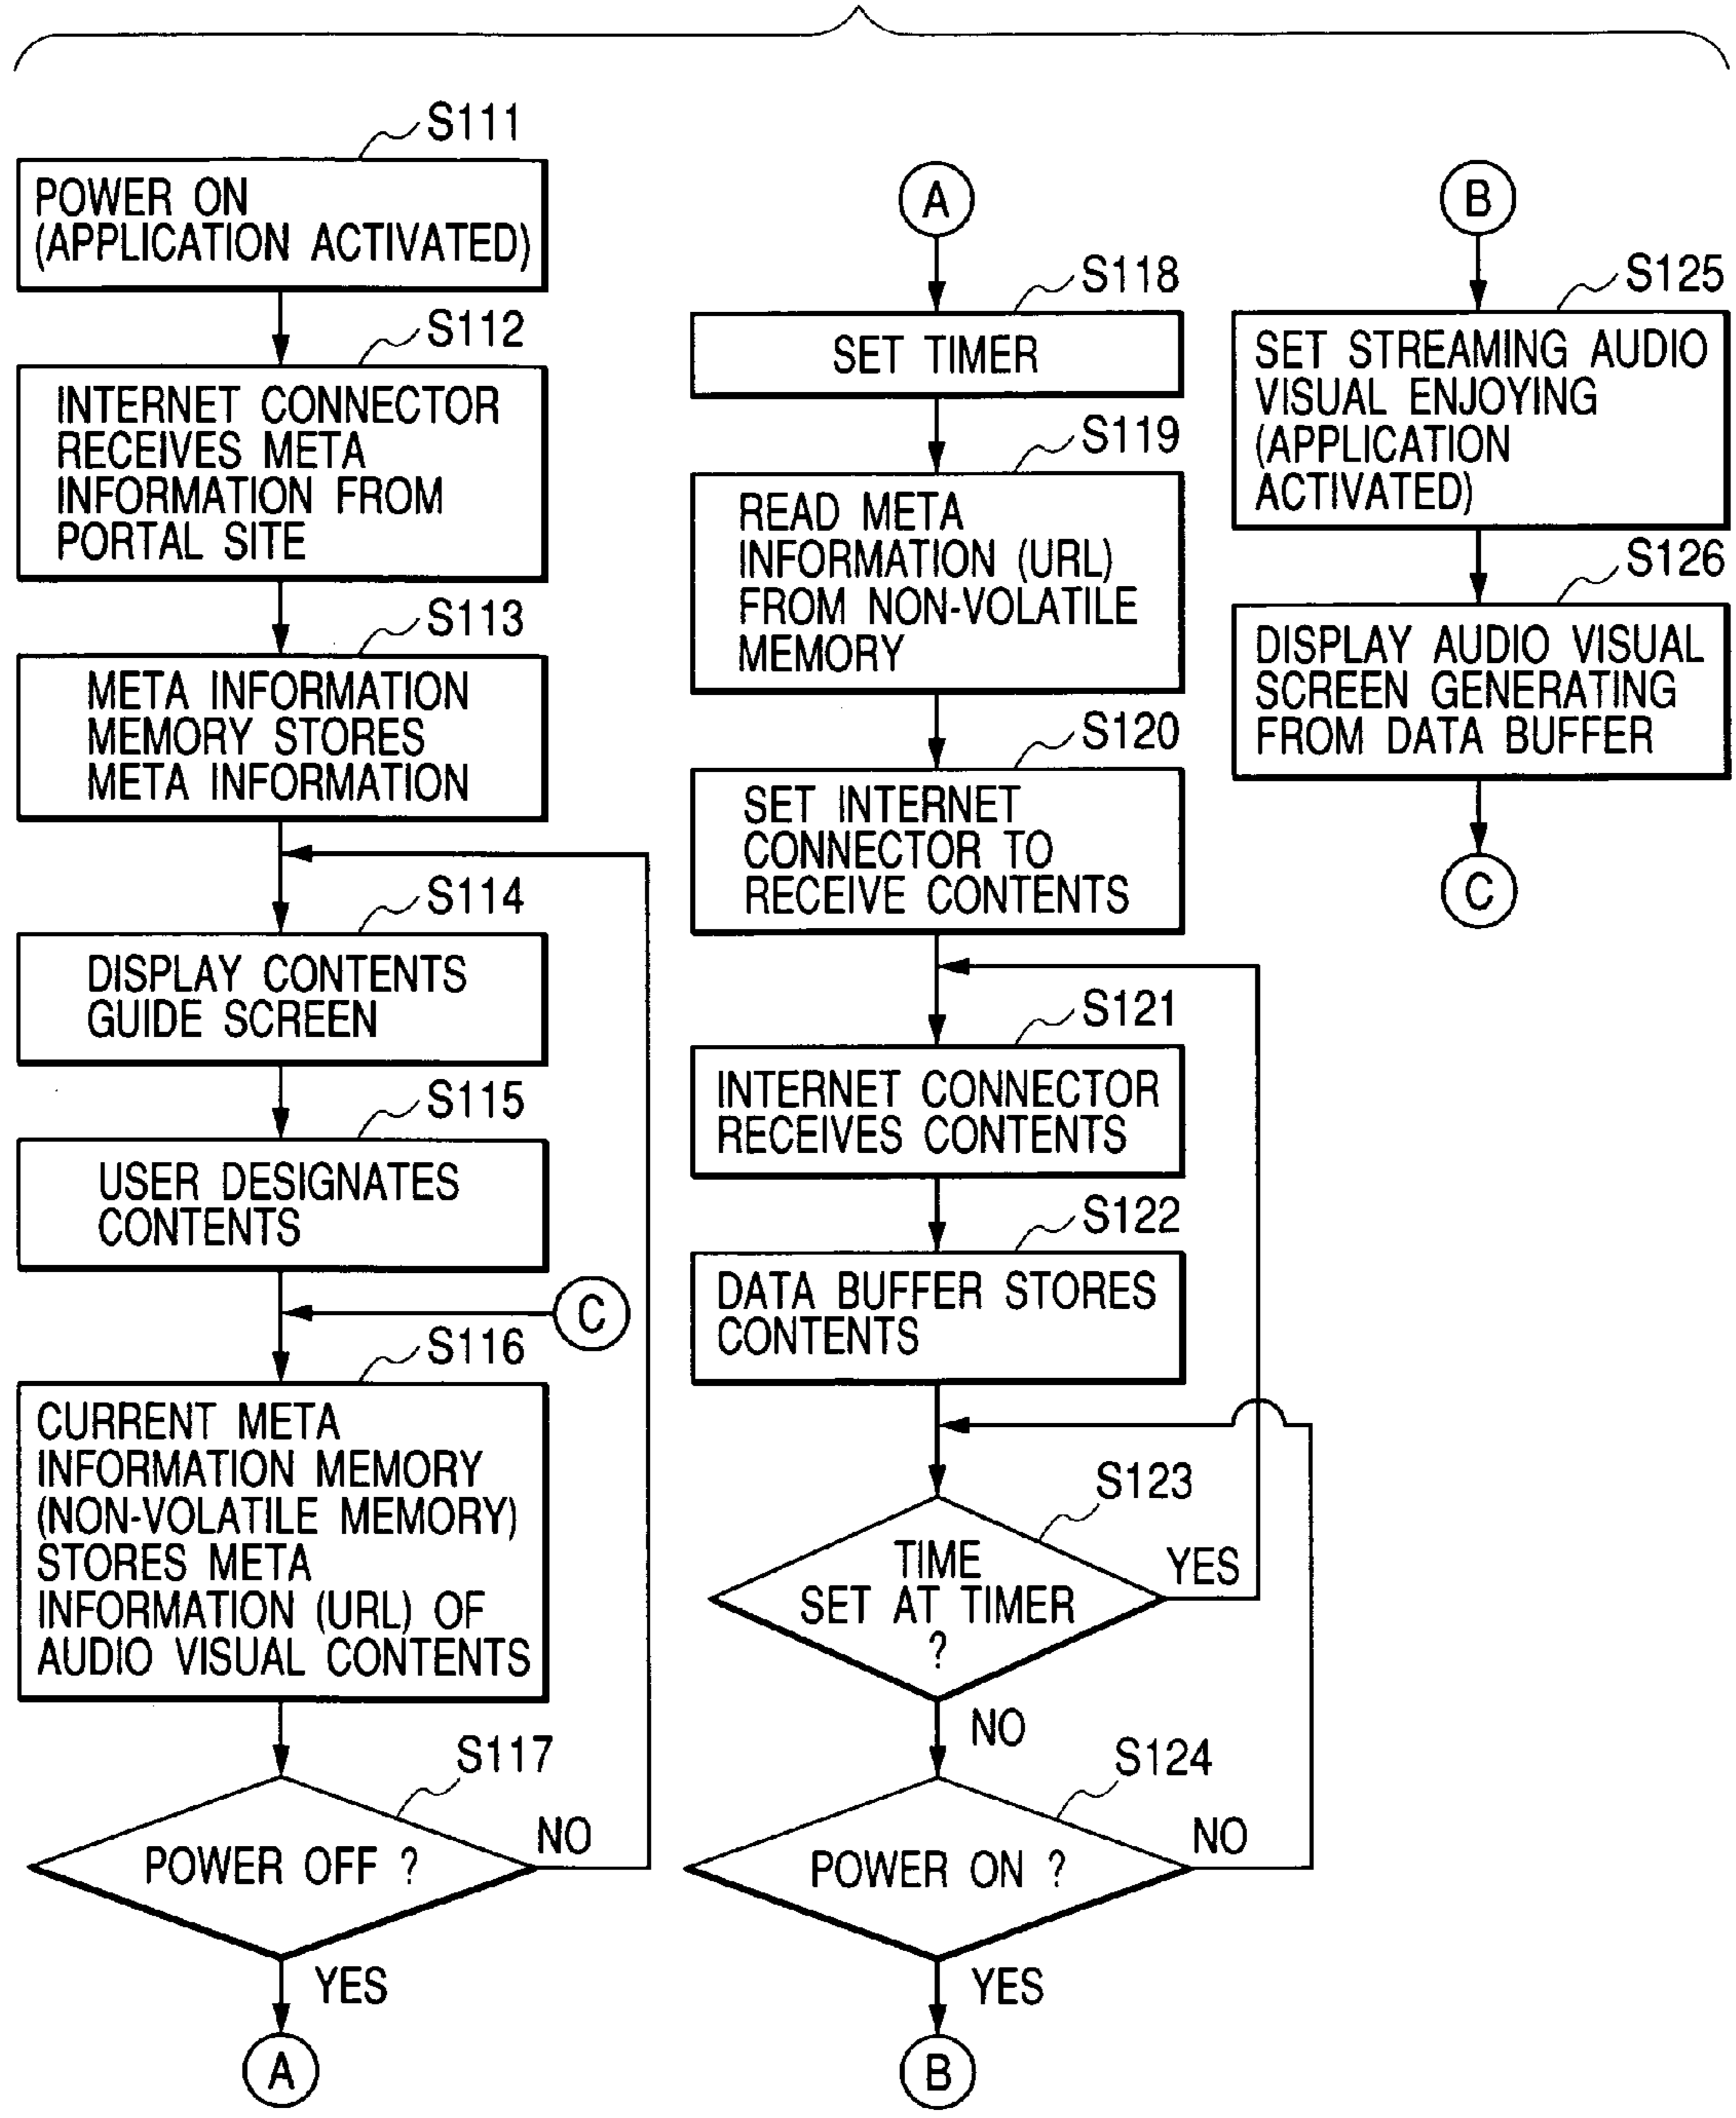 S111
POWER ON
(APPLICATION ACTIVATED)
S112
INTERNET CONNECTOR
RECEIVES META
INFORMATION FROM
PORTAL SITE
S113
META INFORMATION
MEMORY STORES
META INFORMATION
S114
DISPLAY CONTENTS
GUIDE SCREEN
S115
USER DESIGNATES
CONTENTS
C
S116
CURRENT META
INFORMATION MEMORY
(NON-VOLATILE MEMORY)
STORES META
INFORMATION (URL) OF
AUDIO VISUAL CONTENTS
S117
POWER OFF ?
NO
YES
A
A
S118
SET TIMER
S119
READ META
INFORMATION (URL)
FROM NON-VOLATILE
MEMORY
S120
SET INTERNET
CONNECTOR TO
RECEIVE CONTENTS
S121
INTERNET CONNECTOR
RECEIVES CONTENTS
S122
DATA BUFFER STORES
CONTENTS
S123
TIME
SET AT TIMER
?
YES
NO
S124
POWER ON ?
NO
YES
B
B
S125
SET STREAMING AUDIO
VISUAL ENJOYING
(APPLICATION
ACTIVATED)
S126
DISPLAY AUDIO VISUAL
SCREEN GENERATING
FROM DATA BUFFER
C